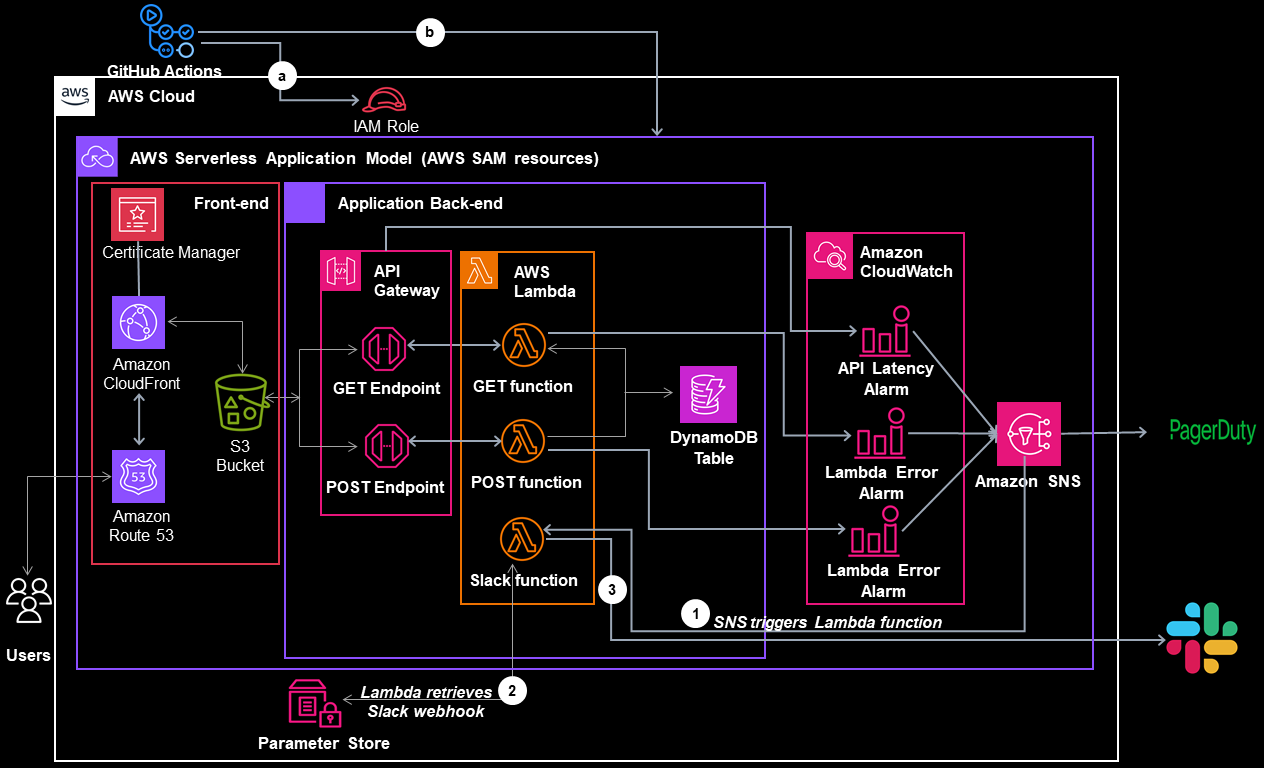 b
GitHub Actions
a
aws
AWS Cloud
IAM Role
AWS Serverless Application Model (AWS SAM resources)
Front-end
Application Back-end
Certificate Manager
API
Gateway
AWS
Lambda
Amazon
CloudWatch
Amazon
CloudFront
GET Endpoint
GET function
API Latency
Alarm
S3
Bucket
DynamoDB
Table
POST Endpoint
POST function
Lambda Error
Alarm
Amazon SNS
PagerDuty
53
Amazon
Route 53
Slack function
Lambda Error
Alarm
3
1
SNS triggers Lambda function
Users
2
Lambda retrieves
Slack webhook
Parameter Store